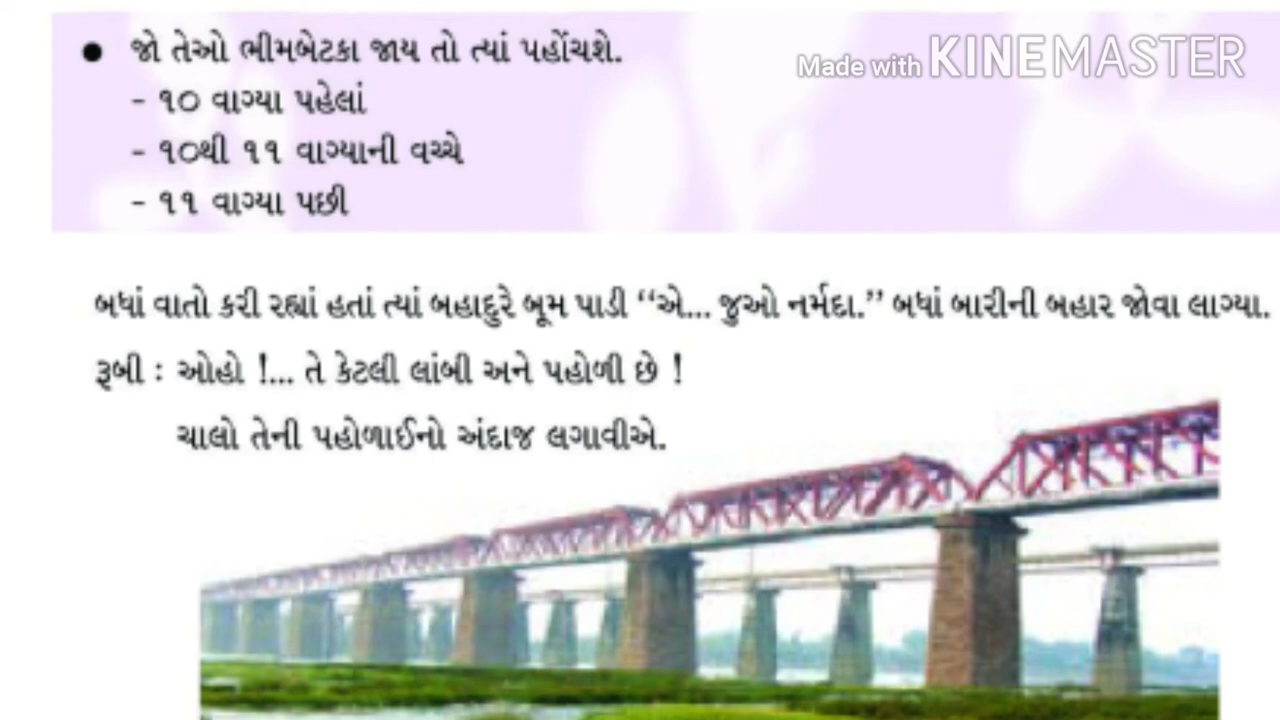 Made with KINEMASTER
• જો તેઓ ભીમબેટકા જાય તો ત્યાં પહોંચશે.
- ૧૦ વાગ્યા પહેલાં
- ૧૦થી ૧૧ વાગ્યાની વચ્ચે
- ૧૧ વાગ્યા પછી
બધાં વાતો કરી રહ્યાં હતાં ત્યાં બહાદુરે બૂમ પાડી “એ... જુઓ નર્મદા.” બધાં બારીની બહાર જોવા લાગ્યા.
રૂબી : ઓહો !... તે કેટલી લાંબી અને પહોળી છે !
ચાલો તેની પહોળાઈનો અંદાજ લગાવીએ.